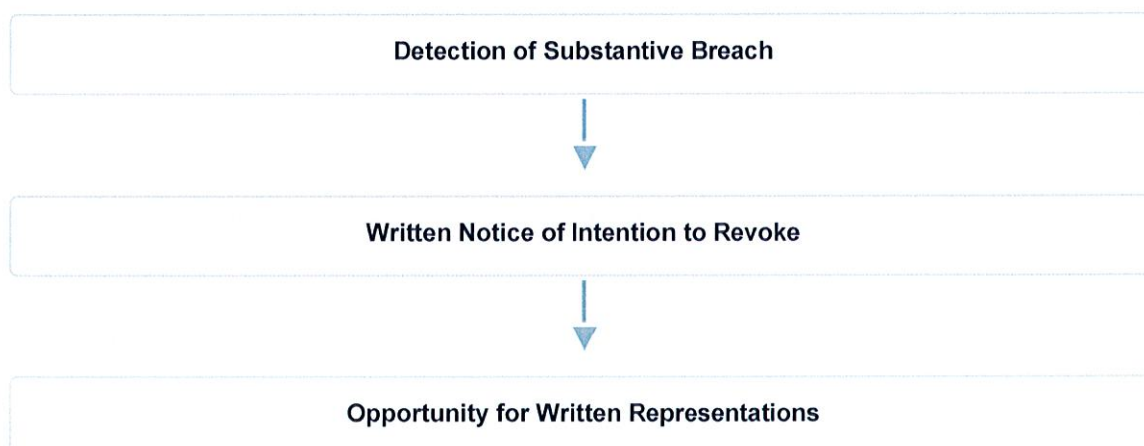 Detection of Substantive Breach
Written Notice of Intention to Revoke
Opportunity for Written Representations